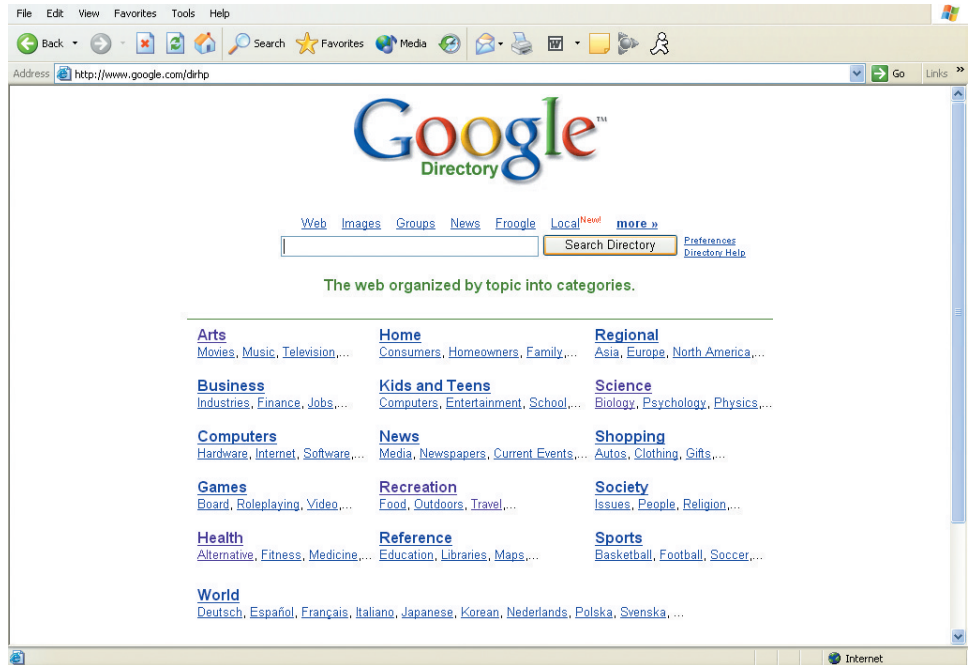 File Edit View Favorites Tools Help
Back Search Favorites Media W
Address http://www.google.com/dirhp Go Links »
Google™
Directory
Web Images Groups News Froogle Local New! more »
Search Directory Preferences
Directory Help
The web organized by topic into categories.
Arts Home Regional
Movies, Music, Television,... Consumers, Homeowners, Family,... Asia, Europe, North America,...
Business Kids and Teens Science
Industries, Finance, Jobs,... Computers, Entertainment, School,... Biology, Psychology, Physics,...
Computers News Shopping
Hardware, Internet, Software,... Media, Newspapers, Current Events,... Autos, Clothing, Gifts,...
Games Recreation Society
Board, Roleplaying, Video,... Food, Outdoors, Travel,... Issues, People, Religion,...
Health Reference Sports
Alternative, Fitness, Medicine,... Education, Libraries, Maps,... Basketball, Football, Soccer,...
World
Deutsch, Español, Français, Italiano, Japanese, Korean, Nederlands, Polska, Svenska, ...
Internet